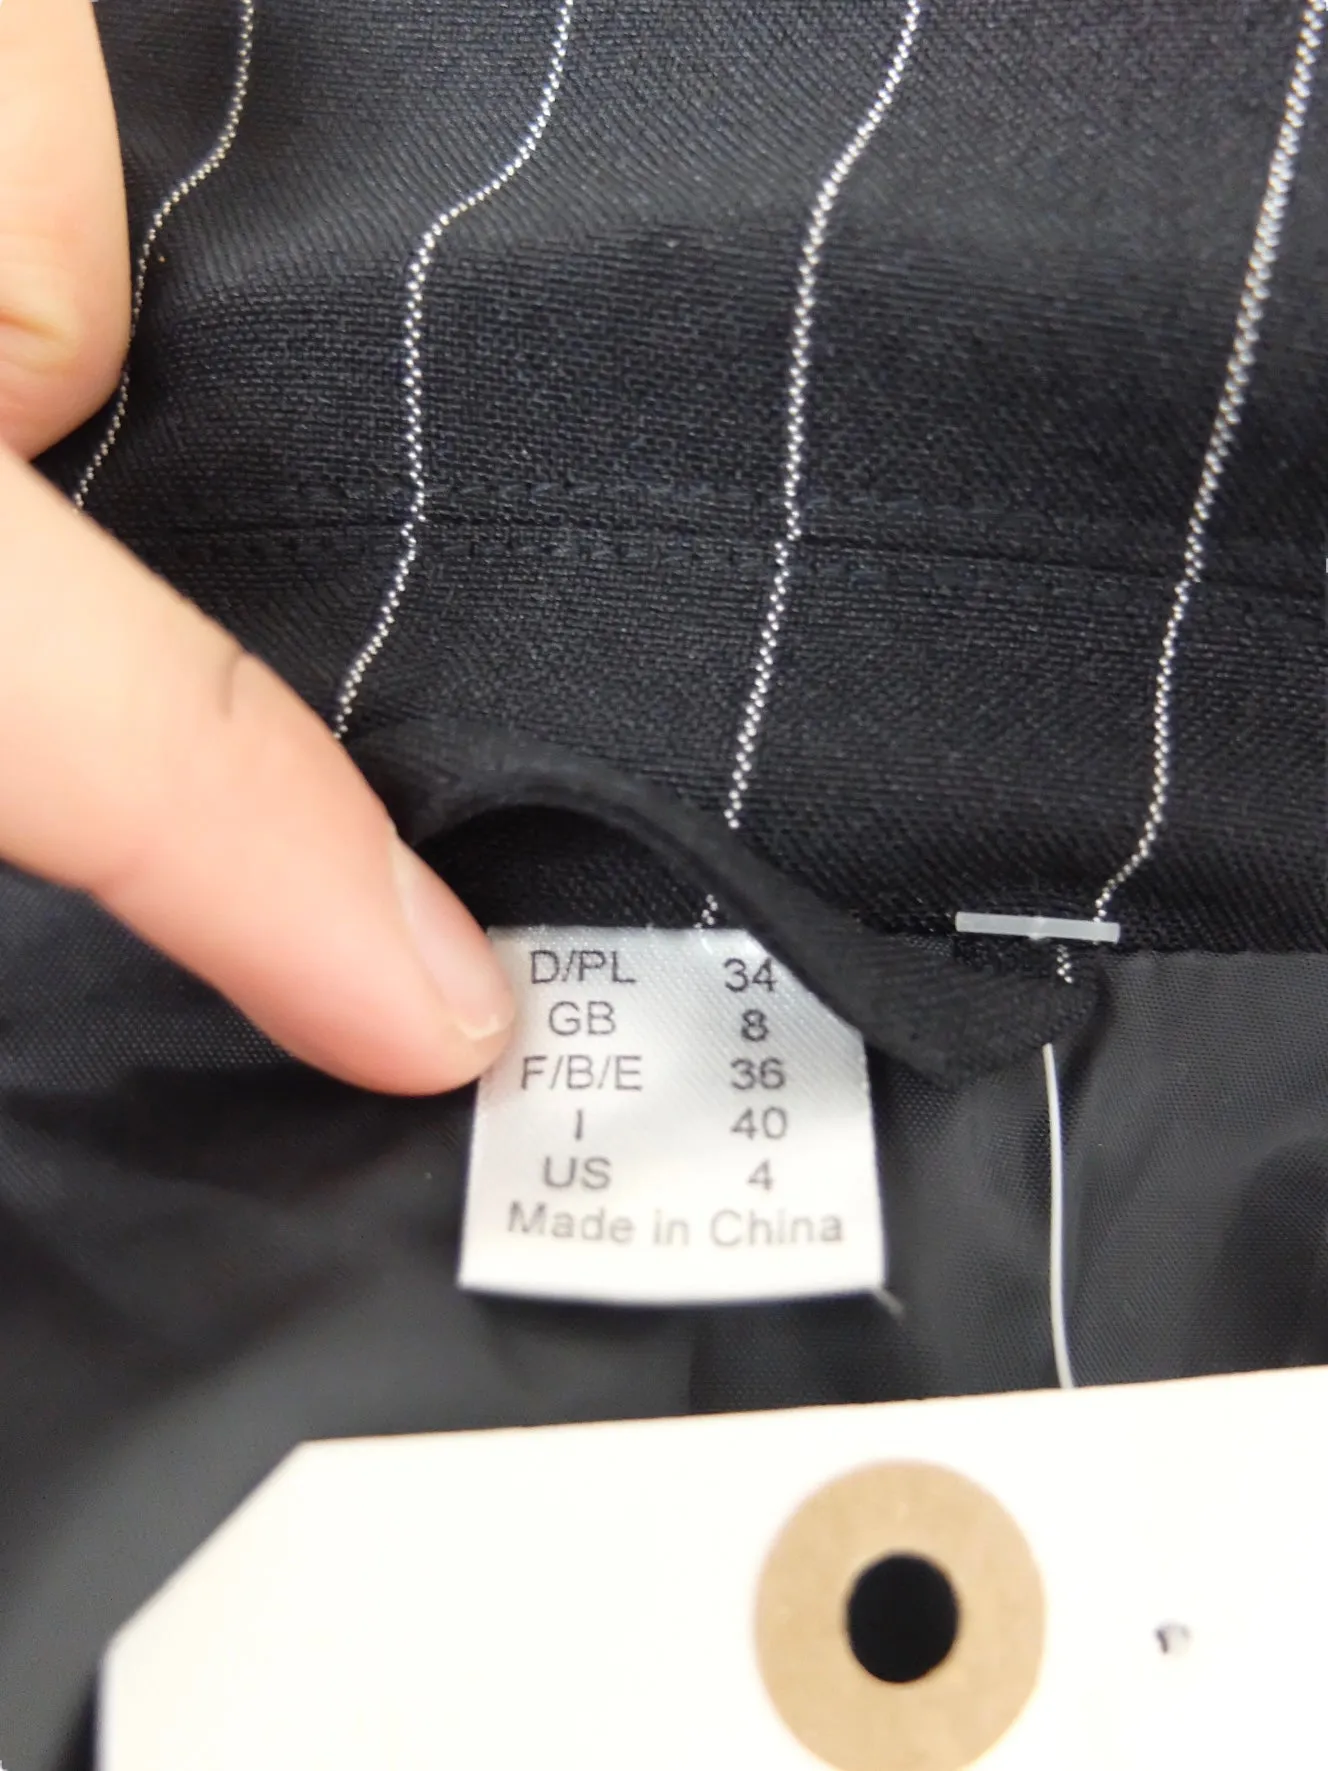 D/PL 34
GB 8
F/B/E 36
I 40
US 4
Made in China